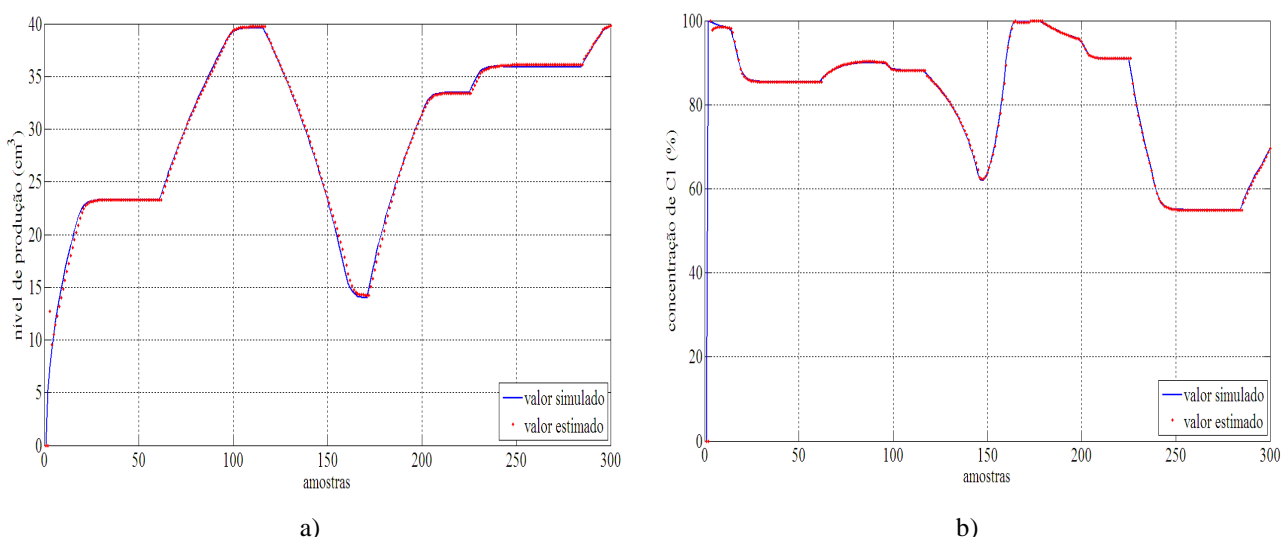 nível de produção (cm³)
40
35
30
25
20
15
10
5
0
0 50 100 150 200 250 300
amostras
valor simulado
valor estimado
a)
concentração de C1 (%)
100
80
60
40
20
0
0 50 100 150 200 250 300
amostras
valor simulado
valor estimado
b)